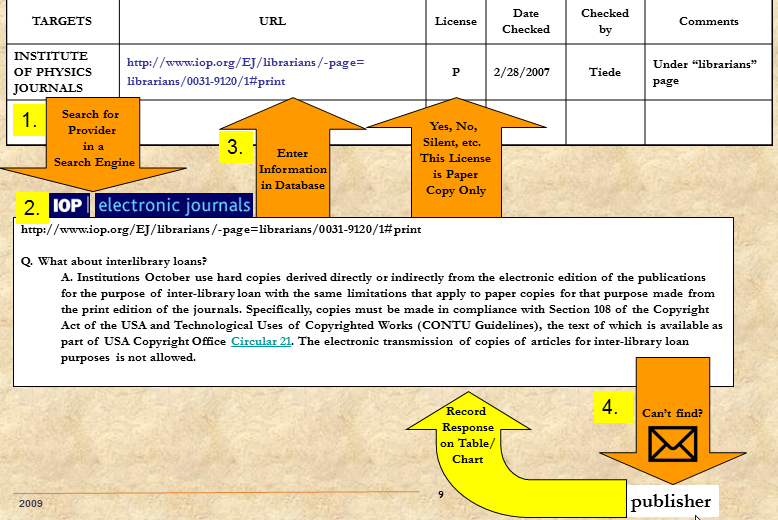 TARGETS URL License Date Checked Checked by Comments
INSTITUTE OF PHYSICS JOURNALS
http://www.iop.org/EJ/librarians/-page=
librarians/0031-9120/1#print
P
2/28/2007
Tiede
Under “librarians”
page
1.
Search for
Provider
in a
Search Engine
3.
Enter
Information
in Database
Yes, No,
Silent, etc.
This License
is Paper
Copy Only
2.
IOP electronic journals
http://www.iop.org/EJ/librarians/-page=librarians/0031-9120/1#print
Q. What about interlibrary loans?
A. Institutions October use hard copies derived directly or indirectly from the electronic edition of the publications
for the purpose of inter-library loan with the same limitations that apply to paper copies for that purpose made from
the print edition of the journals. Specifically, copies must be made in compliance with Section 108 of the Copyright
Act of the USA and Technological Uses of Copyrighted Works (CONTU Guidelines), the text of which is available as
part of USA Copyright Office Circular 21. The electronic transmission of copies of articles for inter-library loan
purposes is not allowed.
4.
Can't find?
Record
Response
on Table/
Chart
publisher
9
2009